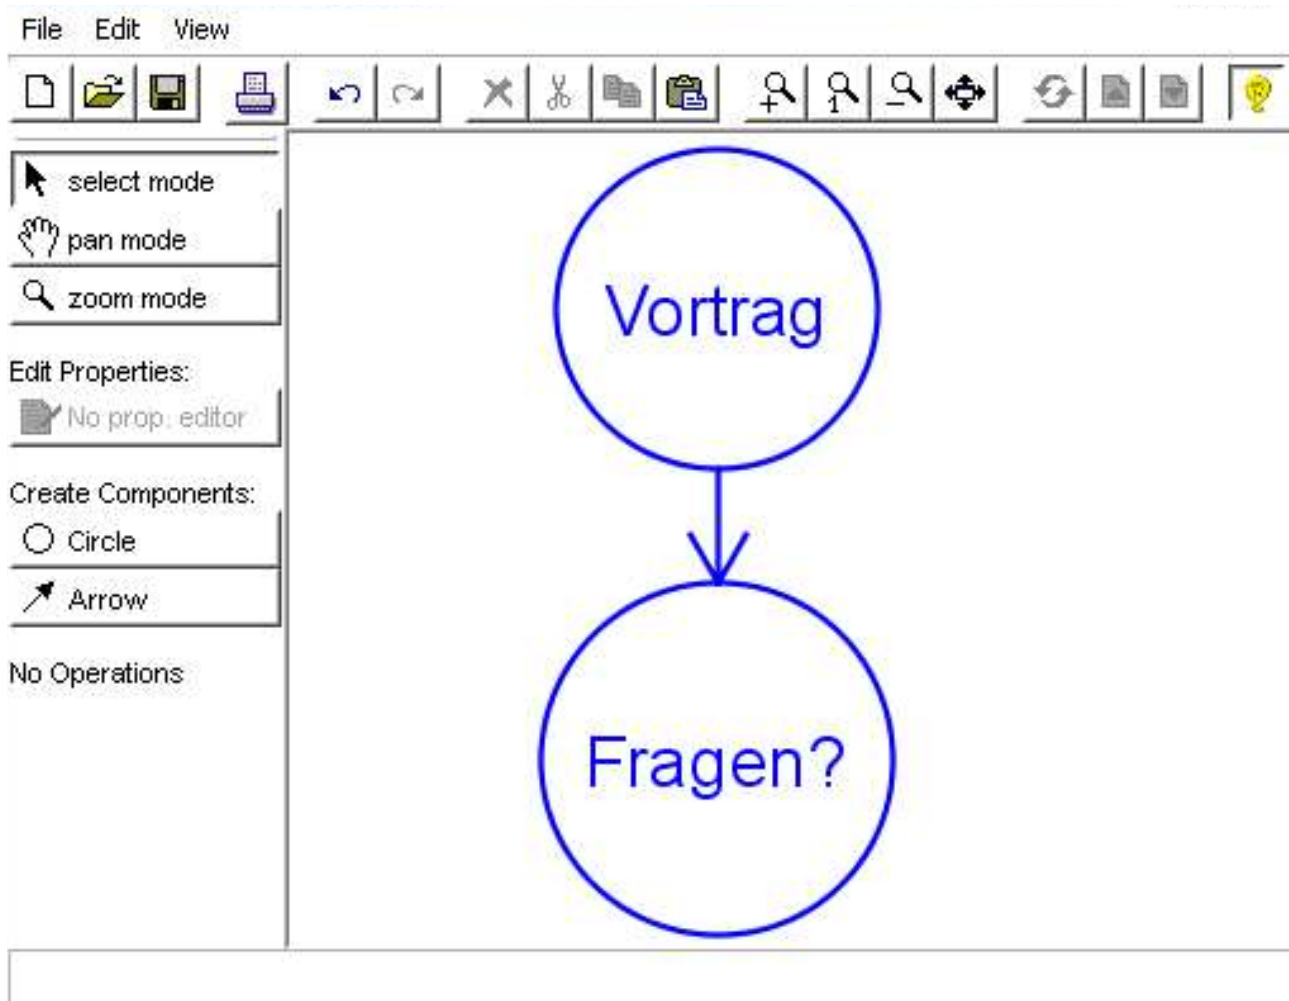 File Edit View
1
select mode
pan mode
zoom mode
Edit Properties:
No prop. editor
Create Components:
Circle
Arrow
No Operations
Vortrag
Fragen?